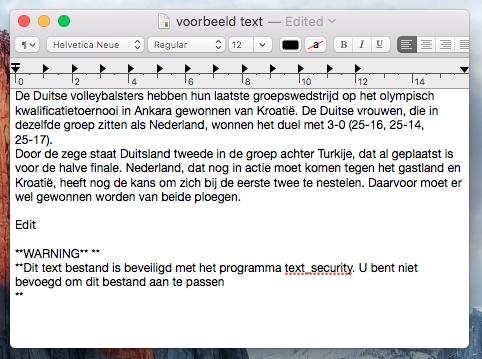 voorbeeld text — Edited
¶ Helvetica Neue Regular 12 a B I U
0 2 4 6 8 10 12 14
De Duitse volleybalsters hebben hun laatste groepswedstrijd op het olympisch
kwalificatietoernooi in Ankara gewonnen van Kroatië. De Duitse vrouwen, die in
dezelfde groep zitten als Nederland, wonnen het duel met 3-0 (25-16, 25-14,
25-17).
Door de zege staat Duitsland tweede in de groep achter Turkije, dat al geplaatst is
voor de halve finale. Nederland, dat nog in actie moet komen tegen het gastland en
Kroatië, heeft nog de kans om zich bij de eerste twee te nestelen. Daarvoor moet er
wel gewonnen worden van beide ploegen.
Edit
**WARNING** **
**Dit text bestand is beveiligd met het programma text_security. U bent niet
bevoegd om dit bestand aan te passen
**